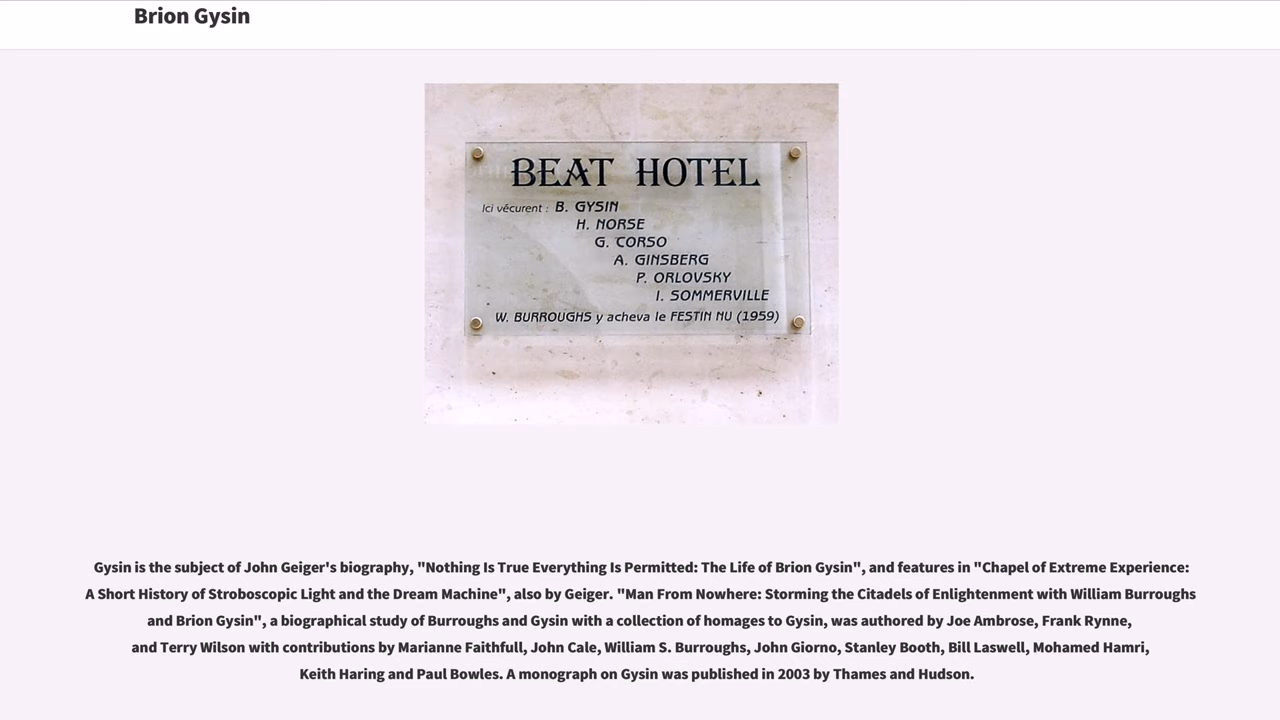 Brion Gysin
BEAT HOTEL
Ici vécurent : B. GYSIN
H. NORSE
G. CORSO
A. GINSBERG
P. ORLOVSKY
I. SOMMERVILLE
W. BURROUGHS y acheva le FESTIN NU (1959)
Gysin is the subject of John Geiger's biography, "Nothing Is True Everything Is Permitted: The Life of Brion Gysin", and features in "Chapel of Extreme Experience:
A Short History of Stroboscopic Light and the Dream Machine", also by Geiger. "Man From Nowhere: Storming the Citadels of Enlightenment with William Burroughs
and Brion Gysin", a biographical study of Burroughs and Gysin with a collection of homages to Gysin, was authored by Joe Ambrose, Frank Rynne,
and Terry Wilson with contributions by Marianne Faithfull, John Cale, William S. Burroughs, John Giorno, Stanley Booth, Bill Laswell, Mohamed Hamri,
Keith Haring and Paul Bowles. A monograph on Gysin was published in 2003 by Thames and Hudson.